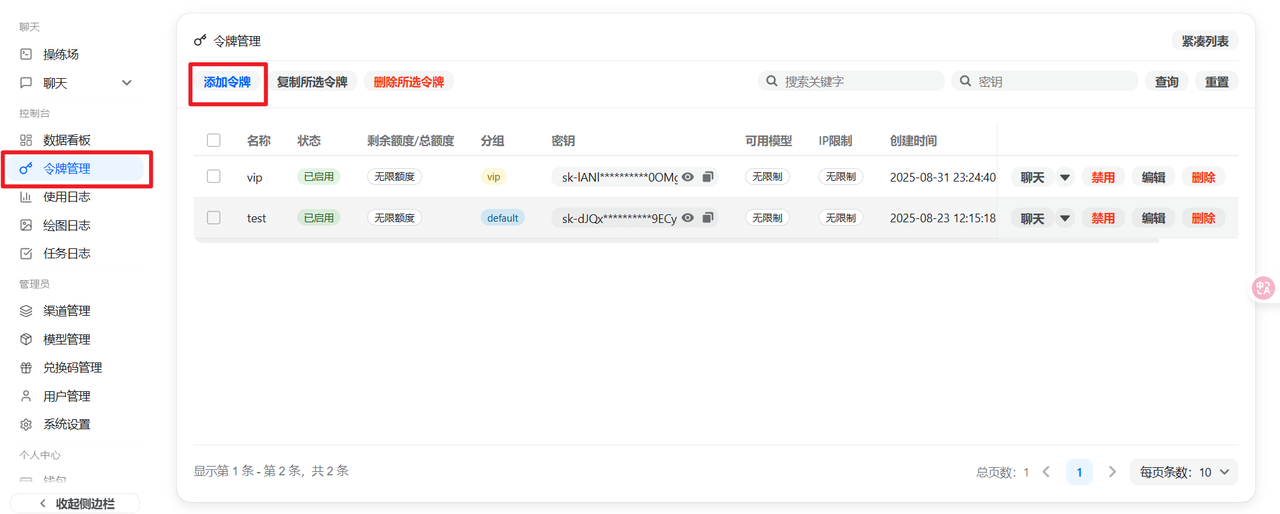 聊天
操练场
聊天
控制台
数据看板
令牌管理
使用日志
绘图日志
任务日志
管理员
渠道管理
模型管理
兑换码管理
用户管理
系统设置
个人中心
钱包
收起侧边栏
令牌管理
紧凑列表
添加令牌 复制所选令牌 删除所选令牌 搜索关键字 密钥 查询 重置
名称 状态 剩余额度/总额度 分组 密钥 可用模型 IP限制 创建时间
vip 已启用 无限额度 vip sk-lANl**********0OMg 无限制 无限制 2025-08-31 23:24:40 聊天 禁用 编辑 删除
test 已启用 无限额度 default sk-dJQx**********9ECy 无限制 无限制 2025-08-23 12:15:18 聊天 禁用 编辑 删除
显示第 1 条 - 第 2 条，共 2 条 总页数：1 1 每页条数：10